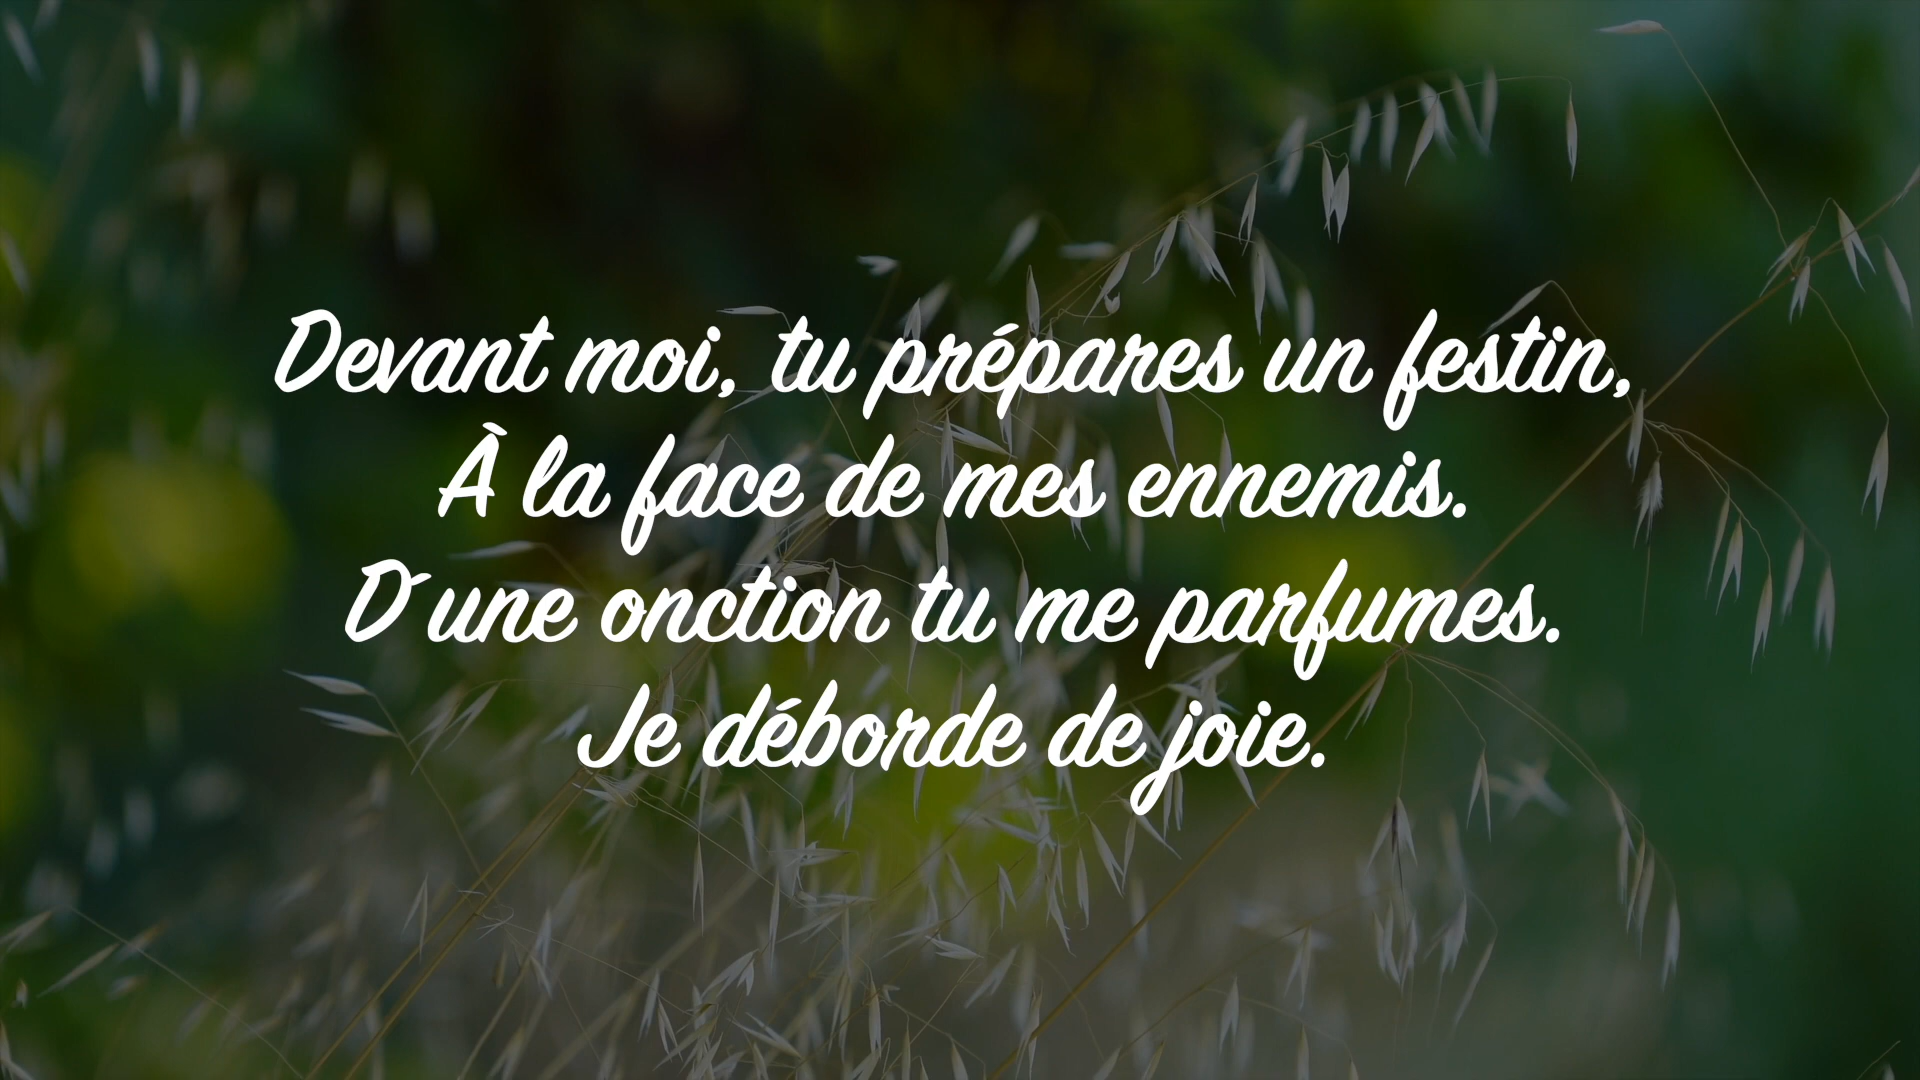 Devant moi, tu prépares un festin,
À la face de mes ennemis.
D'une onction tu me parfumes.
Je déborde de joie.